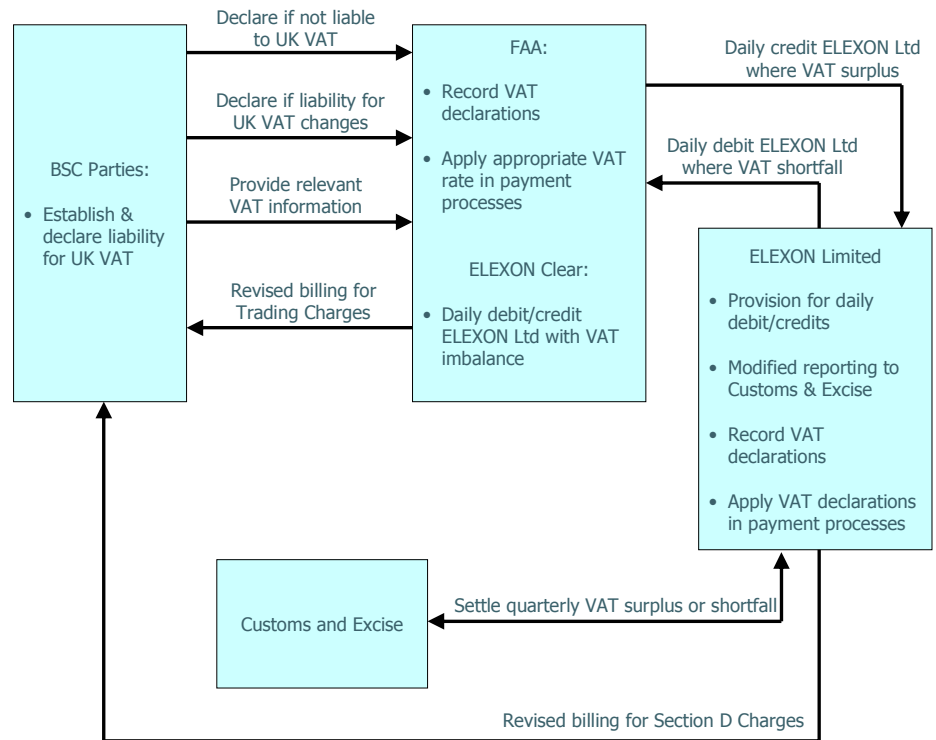 Declare if not liable
to UK VAT
Declare if liability for
UK VAT changes
Provide relevant
VAT information
Revised billing for
Trading Charges
BSC Parties:
• Establish &
declare liability
for UK VAT
FAA:
• Record VAT
declarations
• Apply appropriate VAT
rate in payment
processes
ELEXON Clear:
• Daily debit/credit
ELEXON Ltd with VAT
imbalance
Daily credit ELEXON Ltd
where VAT surplus
Daily debit ELEXON Ltd
where VAT shortfall
ELEXON Limited
• Provision for daily
debit/credits
• Modified reporting to
Customs & Excise
• Record VAT
declarations
• Apply VAT declarations
in payment processes
Customs and Excise
Settle quarterly VAT surplus or shortfall
Revised billing for Section D Charges